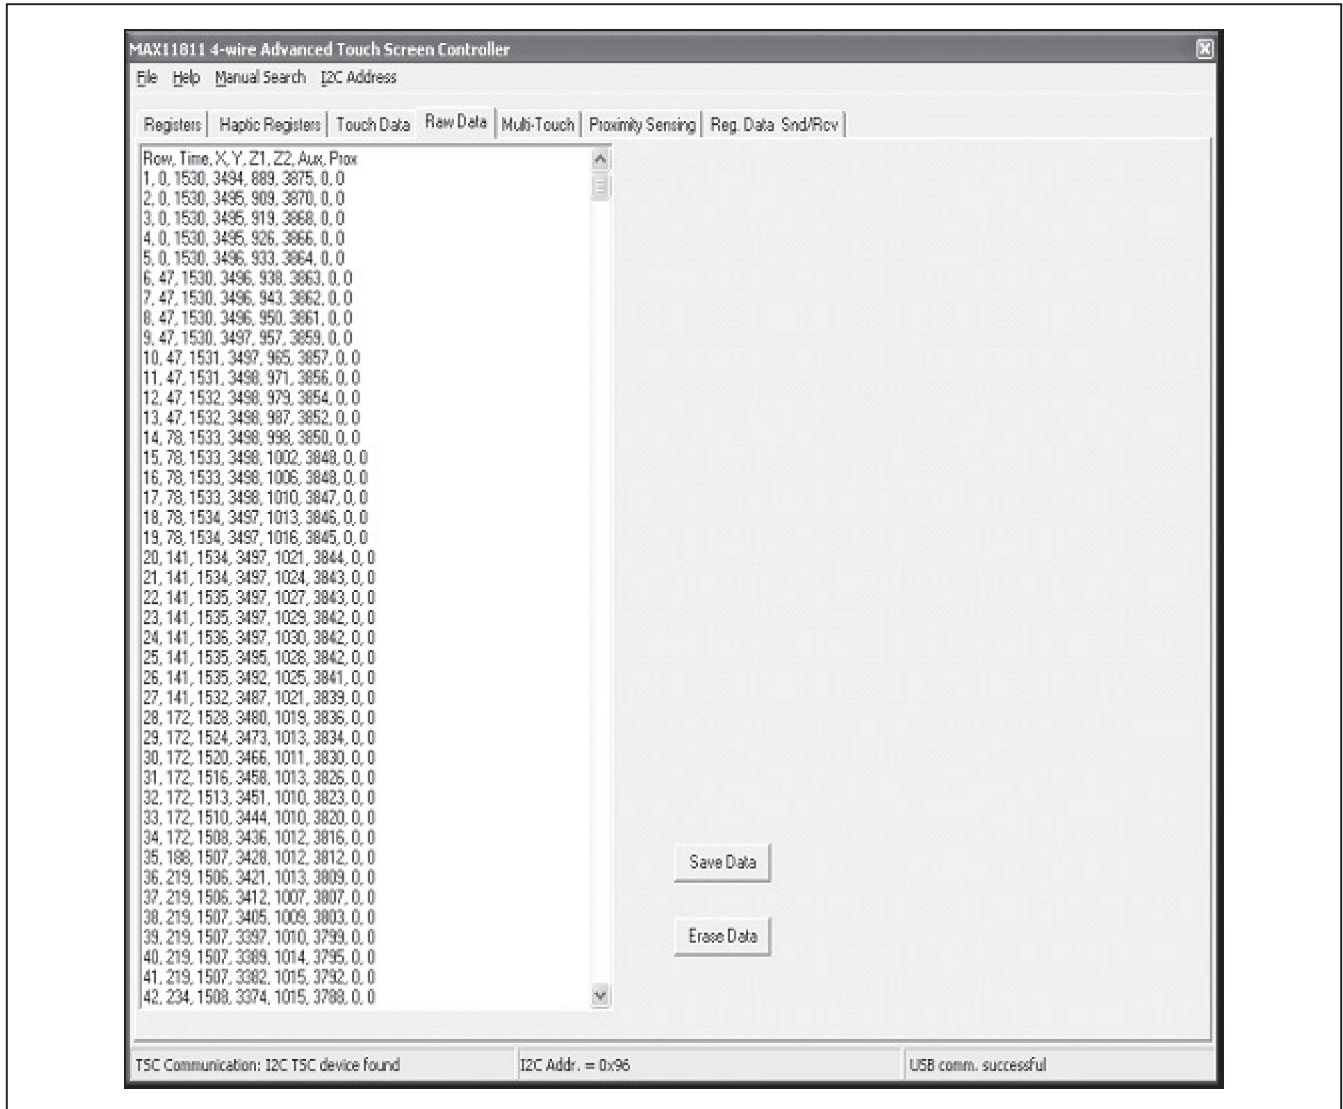 MAX11811 4-wire Advanced Touch Screen Controller
File Help Manual Search I2C Address
Registers Haptic Registers Touch Data Raw Data Multi-Touch Proximity Sensing Reg. Data Snd/Rcv
Row, Time, X, Y, Z1, Z2, Aux, Prox
1, 0, 1530, 3494, 889, 3875, 0, 0
2, 0, 1530, 3495, 909, 3870, 0, 0
3, 0, 1530, 3495, 919, 3868, 0, 0
4, 0, 1530, 3495, 926, 3866, 0, 0
5, 0, 1530, 3496, 933, 3864, 0, 0
6, 47, 1530, 3496, 938, 3863, 0, 0
7, 47, 1530, 3496, 943, 3862, 0, 0
8, 47, 1530, 3496, 950, 3861, 0, 0
9, 47, 1530, 3497, 957, 3859, 0, 0
10, 47, 1531, 3497, 965, 3857, 0, 0
11, 47, 1531, 3498, 971, 3856, 0, 0
12, 47, 1532, 3498, 979, 3854, 0, 0
13, 47, 1532, 3498, 987, 3852, 0, 0
14, 78, 1533, 3498, 998, 3850, 0, 0
15, 78, 1533, 3498, 1002, 3848, 0, 0
16, 78, 1533, 3498, 1006, 3848, 0, 0
17, 78, 1533, 3498, 1010, 3847, 0, 0
18, 78, 1534, 3497, 1013, 3846, 0, 0
19, 78, 1534, 3497, 1016, 3845, 0, 0
20, 141, 1534, 3497, 1021, 3844, 0, 0
21, 141, 1534, 3497, 1024, 3843, 0, 0
22, 141, 1535, 3497, 1027, 3843, 0, 0
23, 141, 1535, 3497, 1029, 3842, 0, 0
24, 141, 1536, 3497, 1030, 3842, 0, 0
25, 141, 1535, 3495, 1028, 3842, 0, 0
26, 141, 1535, 3492, 1025, 3841, 0, 0
27, 141, 1532, 3487, 1021, 3839, 0, 0
28, 172, 1528, 3480, 1019, 3836, 0, 0
29, 172, 1524, 3473, 1013, 3834, 0, 0
30, 172, 1520, 3466, 1011, 3830, 0, 0
31, 172, 1516, 3458, 1013, 3826, 0, 0
32, 172, 1513, 3451, 1010, 3823, 0, 0
33, 172, 1510, 3444, 1010, 3820, 0, 0
34, 172, 1508, 3436, 1012, 3816, 0, 0
35, 188, 1507, 3428, 1012, 3812, 0, 0
36, 219, 1506, 3421, 1013, 3809, 0, 0
37, 219, 1506, 3412, 1007, 3807, 0, 0
38, 219, 1507, 3405, 1009, 3803, 0, 0
39, 219, 1507, 3397, 1010, 3799, 0, 0
40, 219, 1507, 3389, 1014, 3795, 0, 0
41, 219, 1507, 3382, 1015, 3792, 0, 0
42, 234, 1508, 3374, 1015, 3788, 0, 0
Save Data
Erase Data
TSC Communication: I2C TSC device found I2C Addr. = 0x96 USB comm. successful